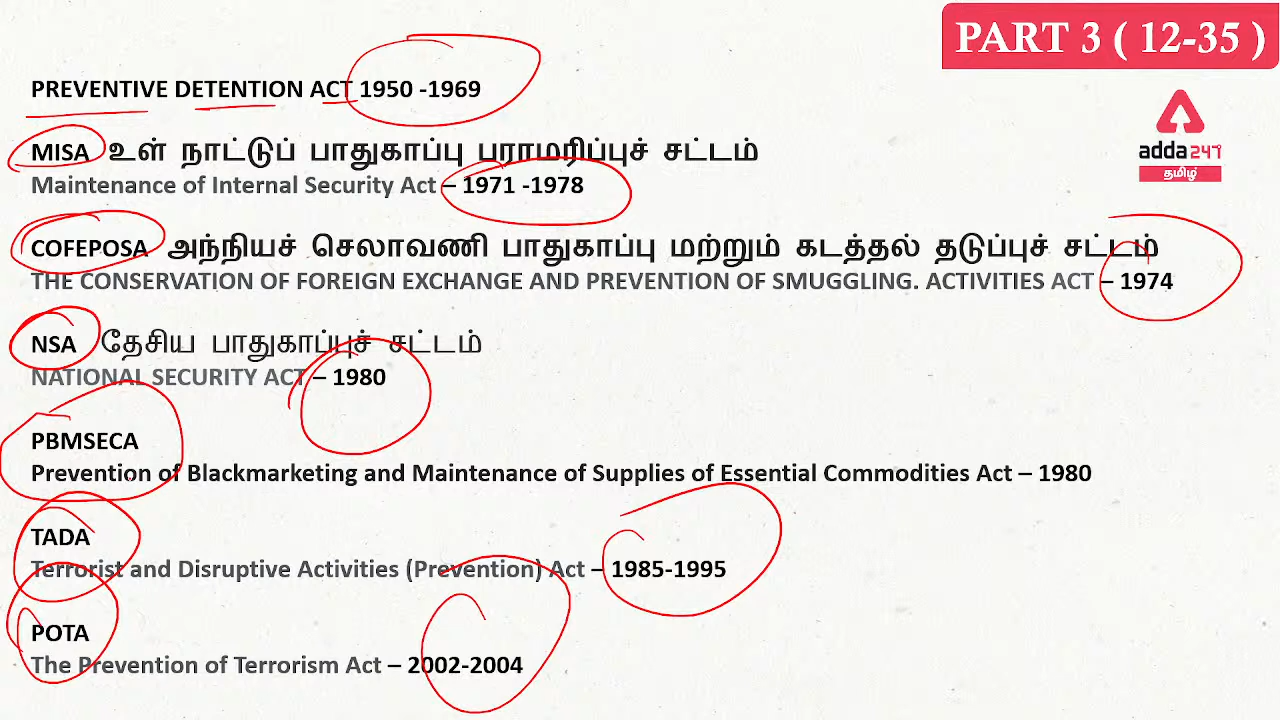 PART 3 ( 12-35 )
PREVENTIVE DETENTION ACT 1950 -1969
adda 247
தமிழ்
MISA உள் நாட்டுப் பாதுகாப்பு பராமரிப்புச் சட்டம்
Maintenance of Internal Security Act – 1971 -1978
COFEPOSA அந்நியச் செலாவணி பாதுகாப்பு மற்றும் கடத்தல் தடுப்புச் சட்டம்
THE CONSERVATION OF FOREIGN EXCHANGE AND PREVENTION OF SMUGGLING. ACTIVITIES ACT – 1974
NSA தேசிய பாதுகாப்புச் சட்டம்
NATIONAL SECURITY ACT – 1980
PBMSECA
Prevention of Blackmarketing and Maintenance of Supplies of Essential Commodities Act – 1980
TADA
Terrorist and Disruptive Activities (Prevention) Act – 1985-1995
POTA
The Prevention of Terrorism Act – 2002-2004